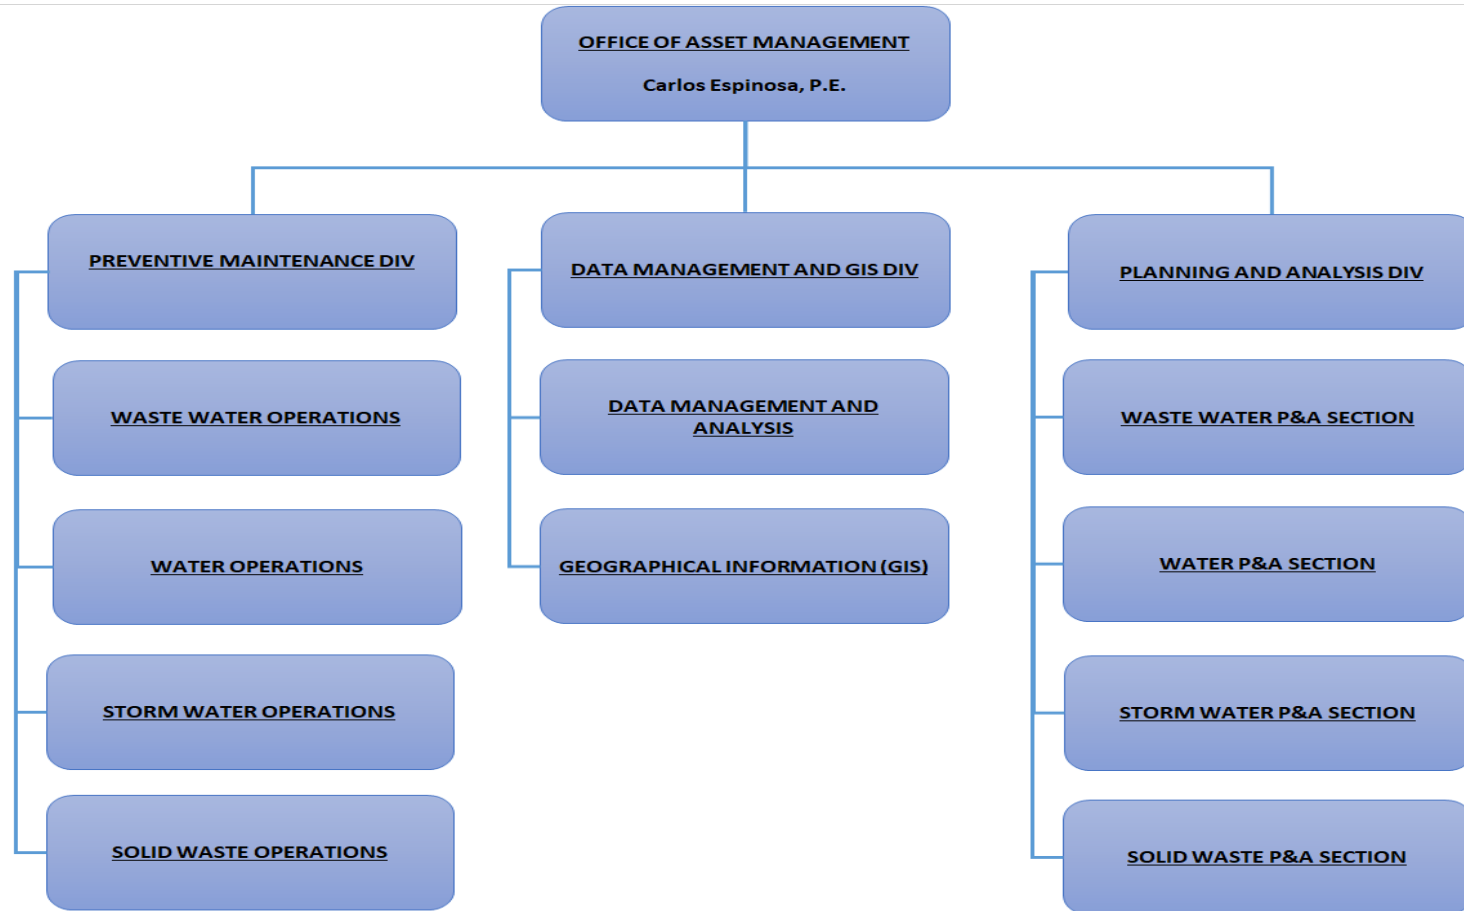 OFFICE OF ASSET MANAGEMENT
Carlos Espinosa, P.E.
PREVENTIVE MAINTENANCE DIV
WASTE WATER OPERATIONS
WATER OPERATIONS
STORM WATER OPERATIONS
SOLID WASTE OPERATIONS
DATA MANAGEMENT AND GIS DIV
DATA MANAGEMENT AND
ANALYSIS
GEOGRAPHICAL INFORMATION (GIS)
PLANNING AND ANALYSIS DIV
WASTE WATER P&A SECTION
WATER P&A SECTION
STORM WATER P&A SECTION
SOLID WASTE P&A SECTION